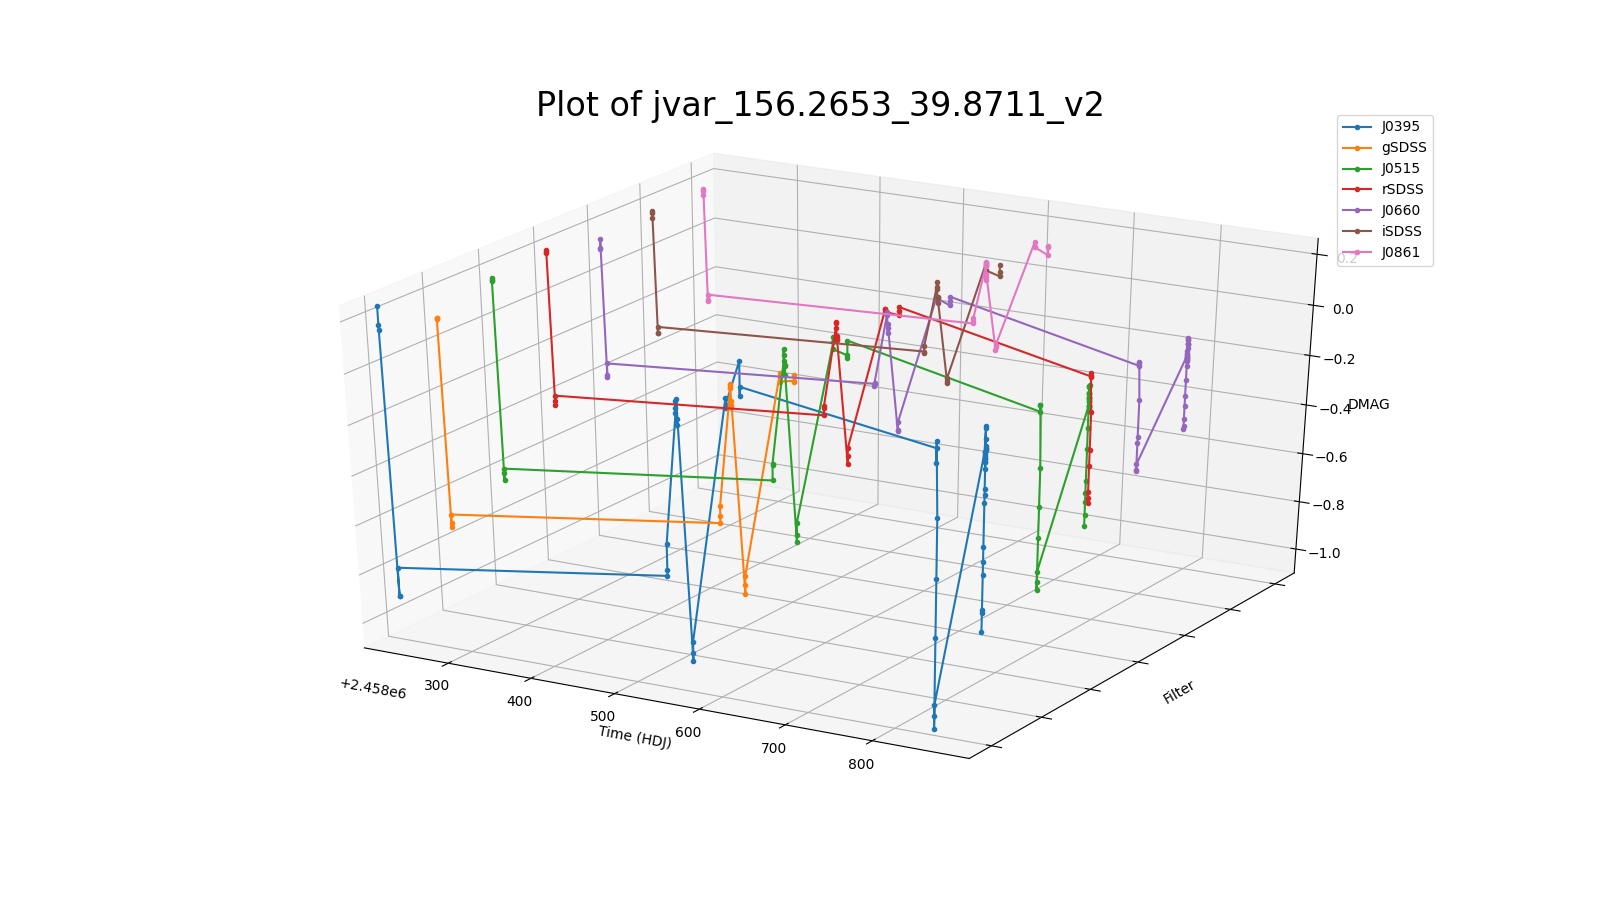 Plot of jvar_156.2653_39.8711_v2
J0395
gSDSS
J0515
rSDSS
J0660
iSDSS
J0861
0.2
0.0
−0.2
−0.4
DMAG
−0.6
−0.8
−1.0
Filter
+2.458e6
300
400
500
600
700
800
Time (HDJ)